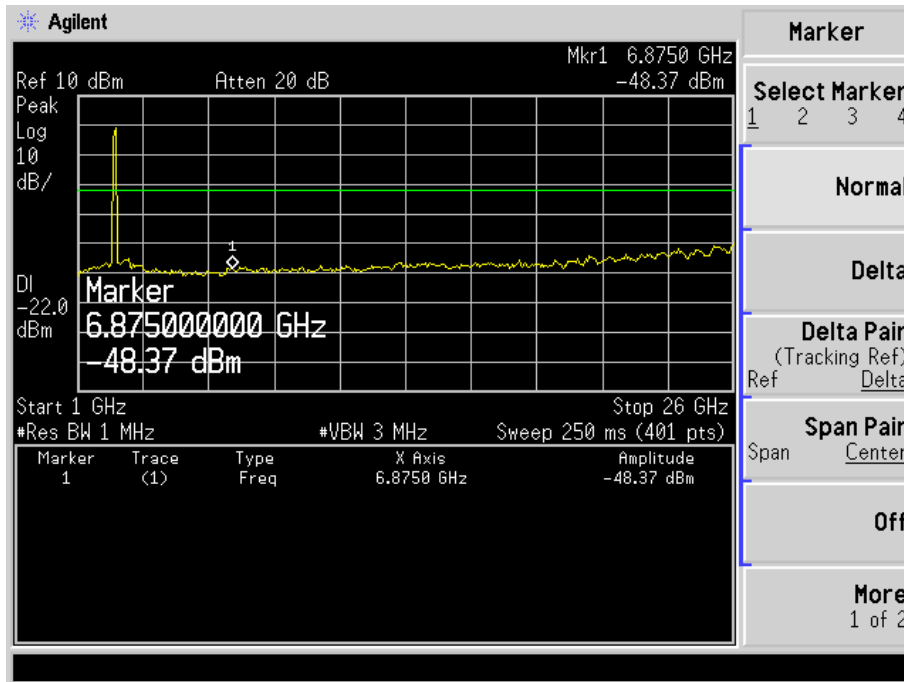 Agilent
Marker
Mkr1 6.8750 GHz
Ref 10 dBm Atten 20 dB -48.37 dBm
Peak
Log
10
dB/
1
DI
-22.0
dBm
Marker
6.875000000 GHz
-48.37 dBm
Start 1 GHz Stop 26 GHz
#Res BW 1 MHz #VBW 3 MHz Sweep 250 ms (401 pts)
Marker Trace Type X Axis Amplitude
1 (1) Freq 6.8750 GHz -48.37 dBm
Select Marker
1 2 3 4
Normal
Delta
Delta Pair
(Tracking Ref)
Ref Delta
Span Pair
Span Center
Off
More
1 of 2